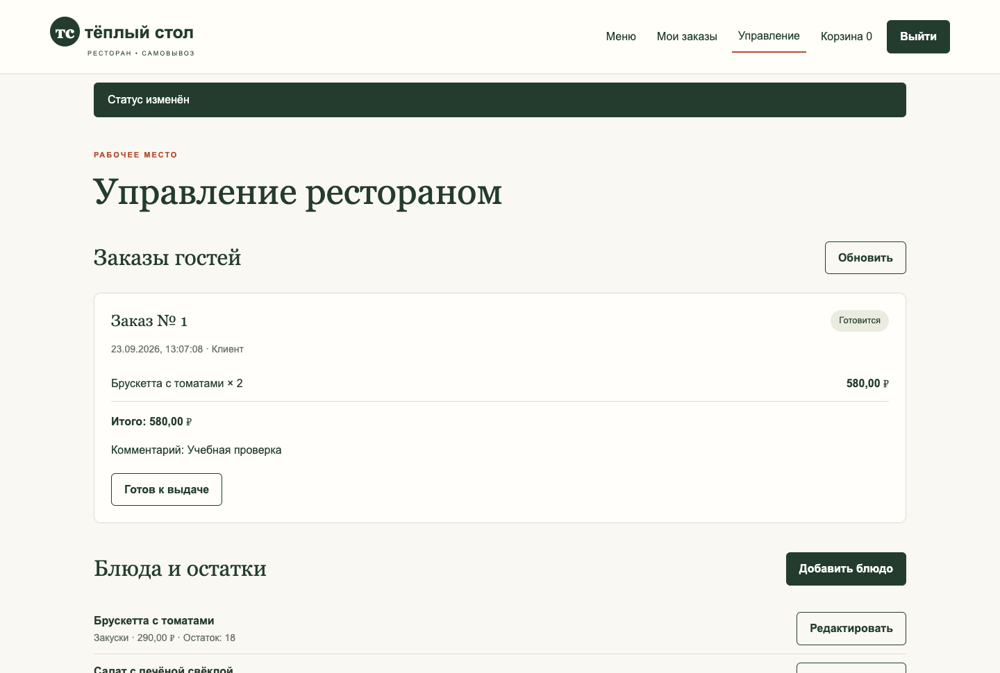 тс тёплый стол
РЕСТОРАН • САМОВЫВОЗ
Меню Мои заказы Управление Корзина 0 Выйти
Статус изменён
РАБОЧЕЕ МЕСТО
Управление рестораном
Заказы гостей
Обновить
Заказ № 1
Готовится
23.09.2026, 13:07:08 · Клиент
Брускетта с томатами × 2
580,00 ₽
Итого: 580,00 ₽
Комментарий: Учебная проверка
Готов к выдаче
Блюда и остатки
Добавить блюдо
Брускетта с томатами
Закуски · 290,00 ₽ · Остаток: 18
Редактировать
Салат с печёной свёклой